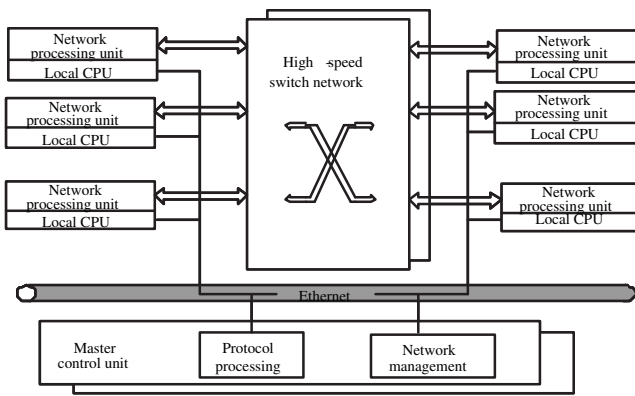 Network
processing unit
Local CPU
Network
processing unit
Local CPU
Network
processing unit
Local CPU
High -speed
switch network
Network
processing unit
Local CPU
Network
processing unit
Local CPU
Network
processing unit
Local CPU
Ethernet
Master
control unit
Protocol
processing
Network
management